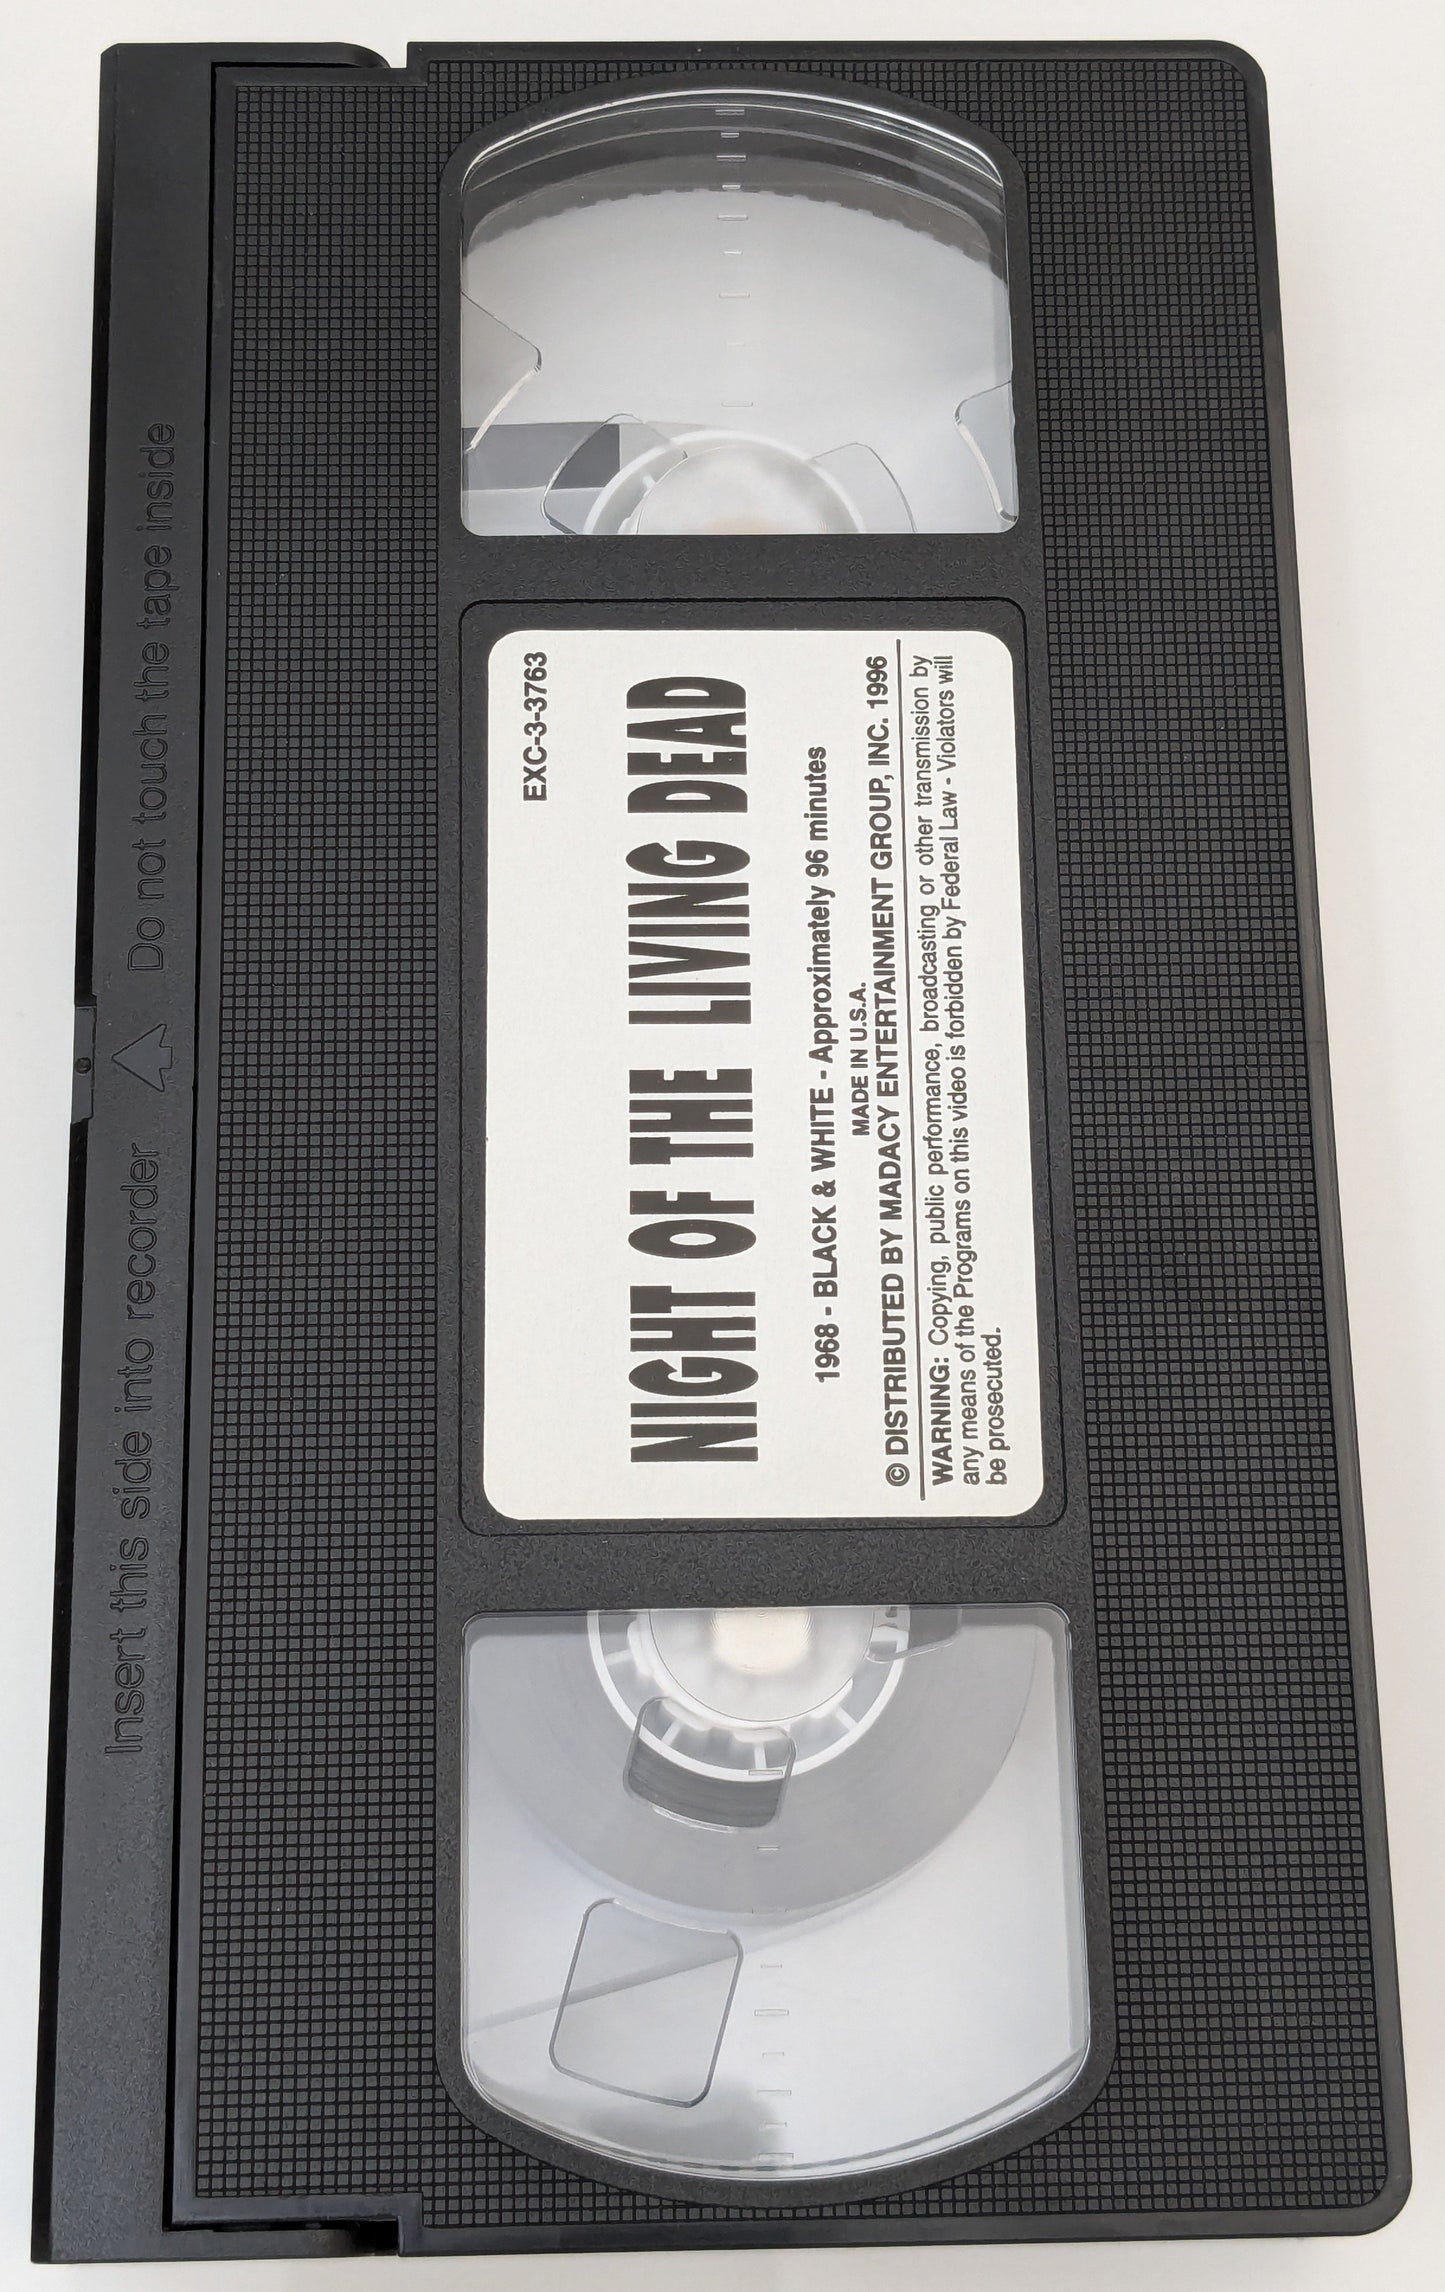 Insert this side into recorder Do not touch the tape inside
EXC-3-3763
NIGHT OF THE LIVING DEAD
1968 - BLACK & WHITE - Approximately 96 minutes
MADE IN U.S.A.
© DISTRIBUTED BY MADACY ENTERTAINMENT GROUP, INC. 1996
WARNING: Copying, public performance, broadcasting or other transmission by
any means of the Programs on this video is forbidden by Federal Law - Violators will
be prosecuted.